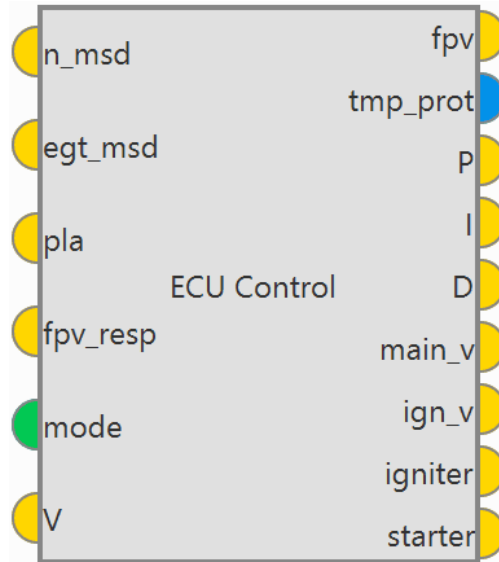 n_msd
egt_msd
pla
fpv_resp
mode
V
ECU Control
fpv
tmp_prot
P
I
D
main_v
ign_v
igniter
starter